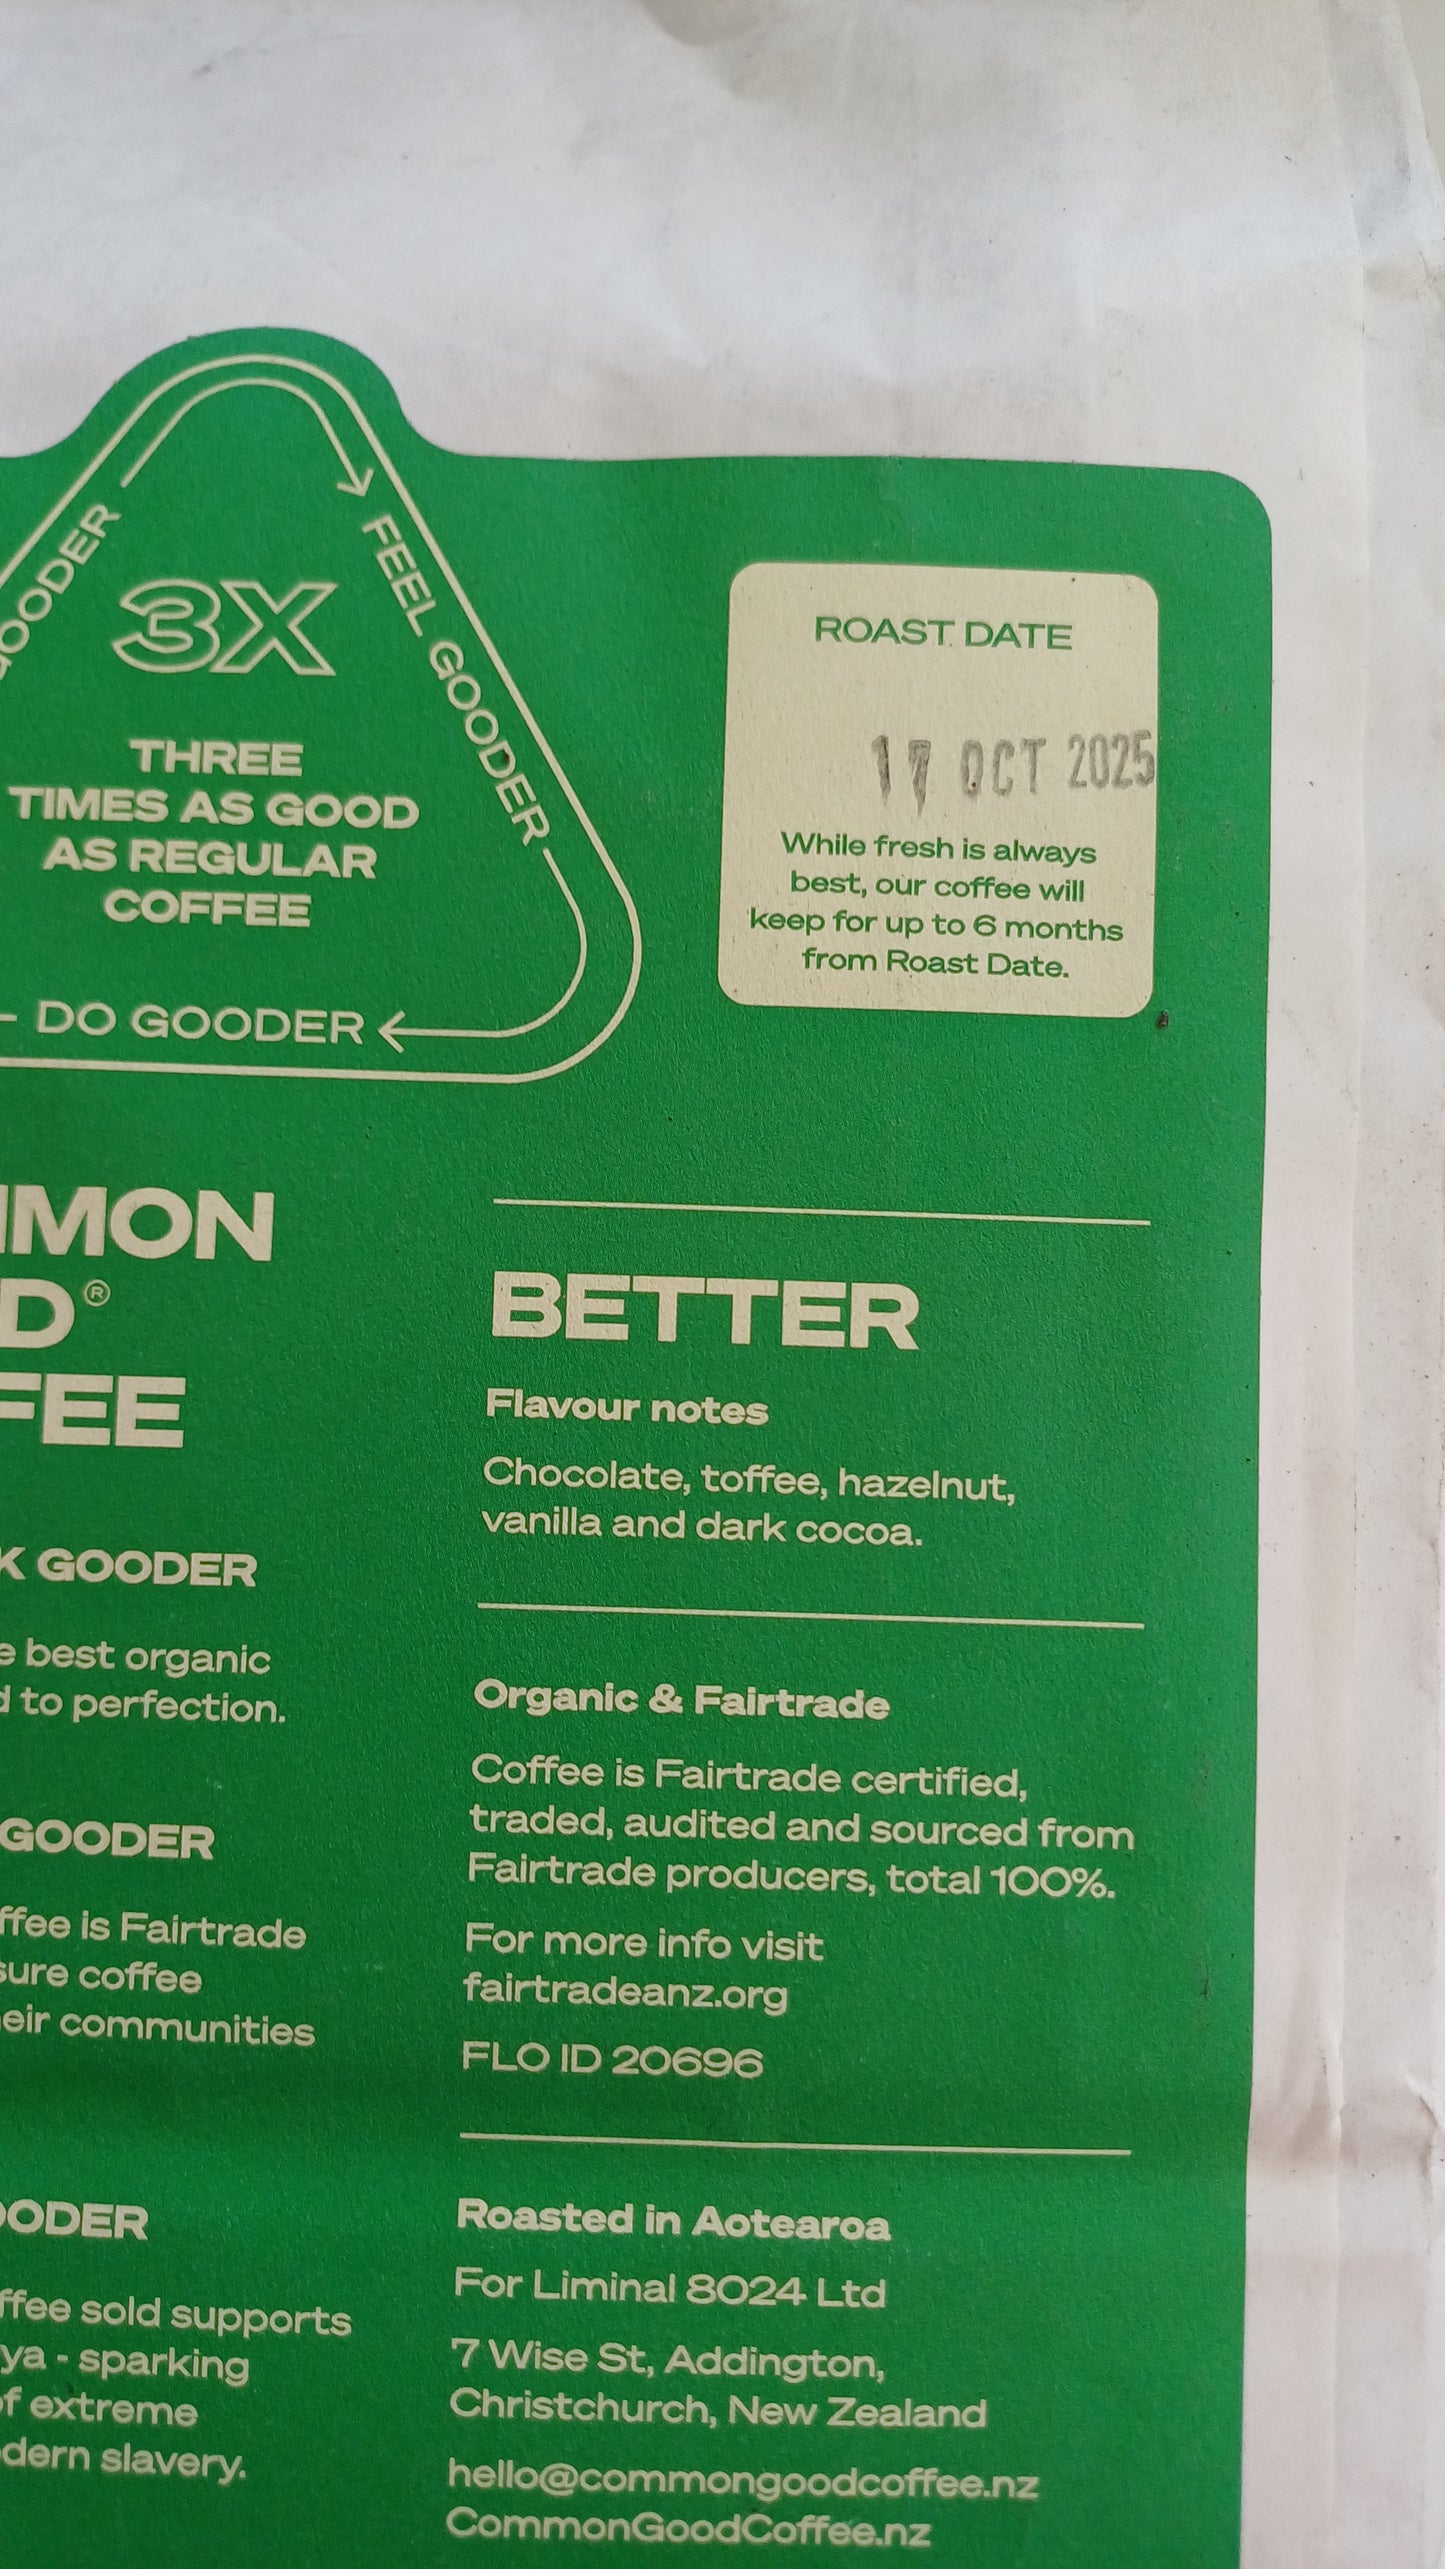 GOODER
FEEL GOODER
3X
THREE
TIMES AS GOOD
AS REGULAR
COFFEE
DO GOODER
ROAST DATE
17 OCT 2025
While fresh is always
best, our coffee will
keep for up to 6 months
from Roast Date.
MON
D®
FEE
K GOODER
e best organic
d to perfection.
GOODER
ffee is Fairtrade
sure coffee
eir communities
OODER
ffee sold supports
ya - sparking
of extreme
dern slavery.
BETTER
Flavour notes
Chocolate, toffee, hazelnut,
vanilla and dark cocoa.
Organic & Fairtrade
Coffee is Fairtrade certified,
traded, audited and sourced from
Fairtrade producers, total 100%.
For more info visit
fairtradeanz.org
FLO ID 20696
Roasted in Aotearoa
For Liminal 8024 Ltd
7 Wise St, Addington,
Christchurch, New Zealand
hello@commongoodcoffee.nz
CommonGoodCoffee.nz